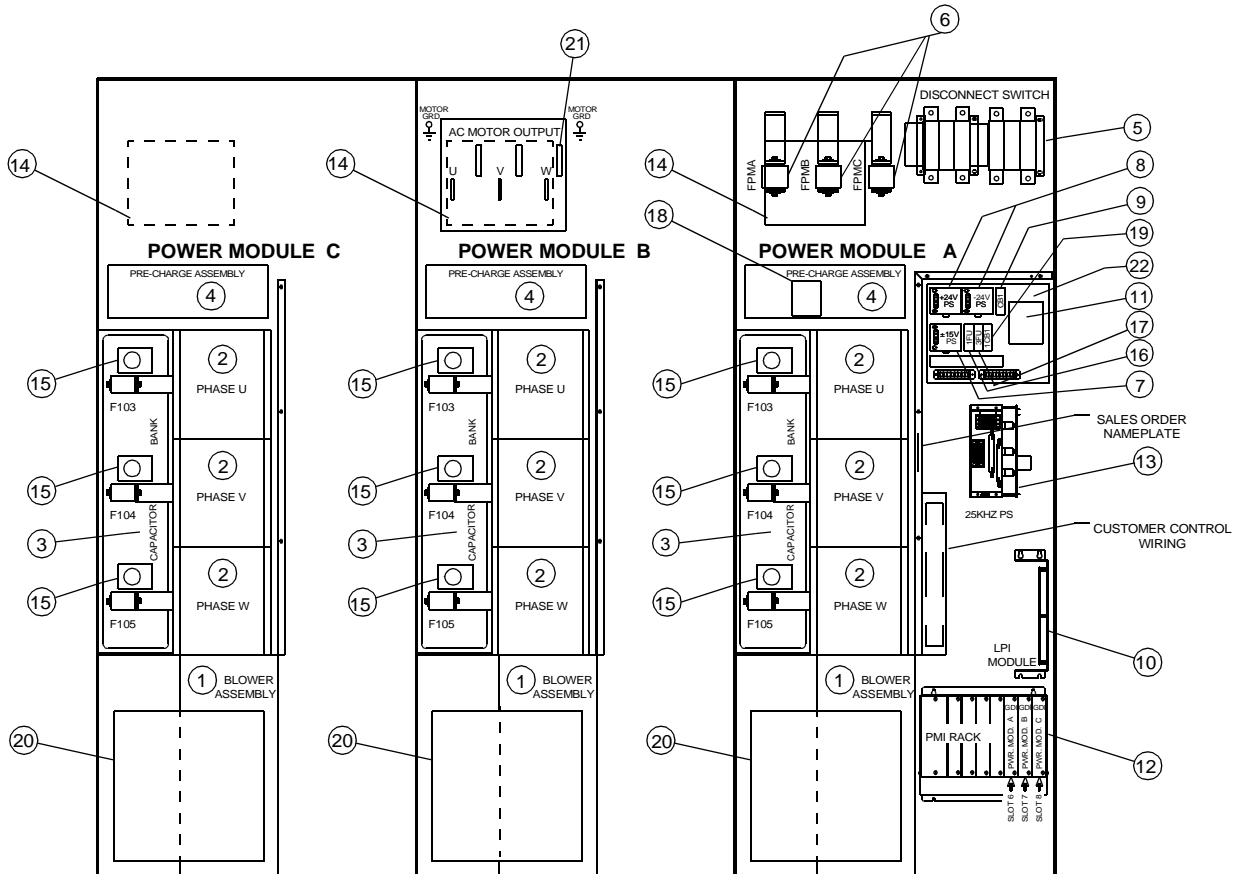 6
21
MOTOR
GRD
MOTOR
GRD
DISCONNECT SWITCH
AC MOTOR OUTPUT
5
14
U
V
W
14
14
FPMA
FPMB
FPMC
8
9
18
19
POWER MODULE C
POWER MODULE B
POWER MODULE A
22
PRE-CHARGE ASSEMBLY
4
PRE-CHARGE ASSEMBLY
4
PRE-CHARGE ASSEMBLY
4
+24V
PS
-24V
PS
CB1
11
±15V
PS
1FU
3FU
1CB1
17
16
7
15
F103
2
PHASE U
15
F103
2
PHASE U
15
F103
2
PHASE U
SALES ORDER
NAMEPLATE
BANK
BANK
BANK
15
F104
2
PHASE V
15
F104
2
PHASE V
15
F104
2
PHASE V
13
25KHZ PS
3
CAPACITOR
3
CAPACITOR
3
CAPACITOR
CUSTOMER CONTROL
WIRING
15
F105
2
PHASE W
15
F105
2
PHASE W
15
F105
2
PHASE W
LPI
MODULE
10
1
BLOWER
ASSEMBLY
1
BLOWER
ASSEMBLY
1
BLOWER
ASSEMBLY
20
20
20
PMI RACK
GDI
GDI
GDI
PWR. MOD. A
PWR. MOD. B
PWR. MOD. C
12
SLOT 6
SLOT 7
SLOT 8